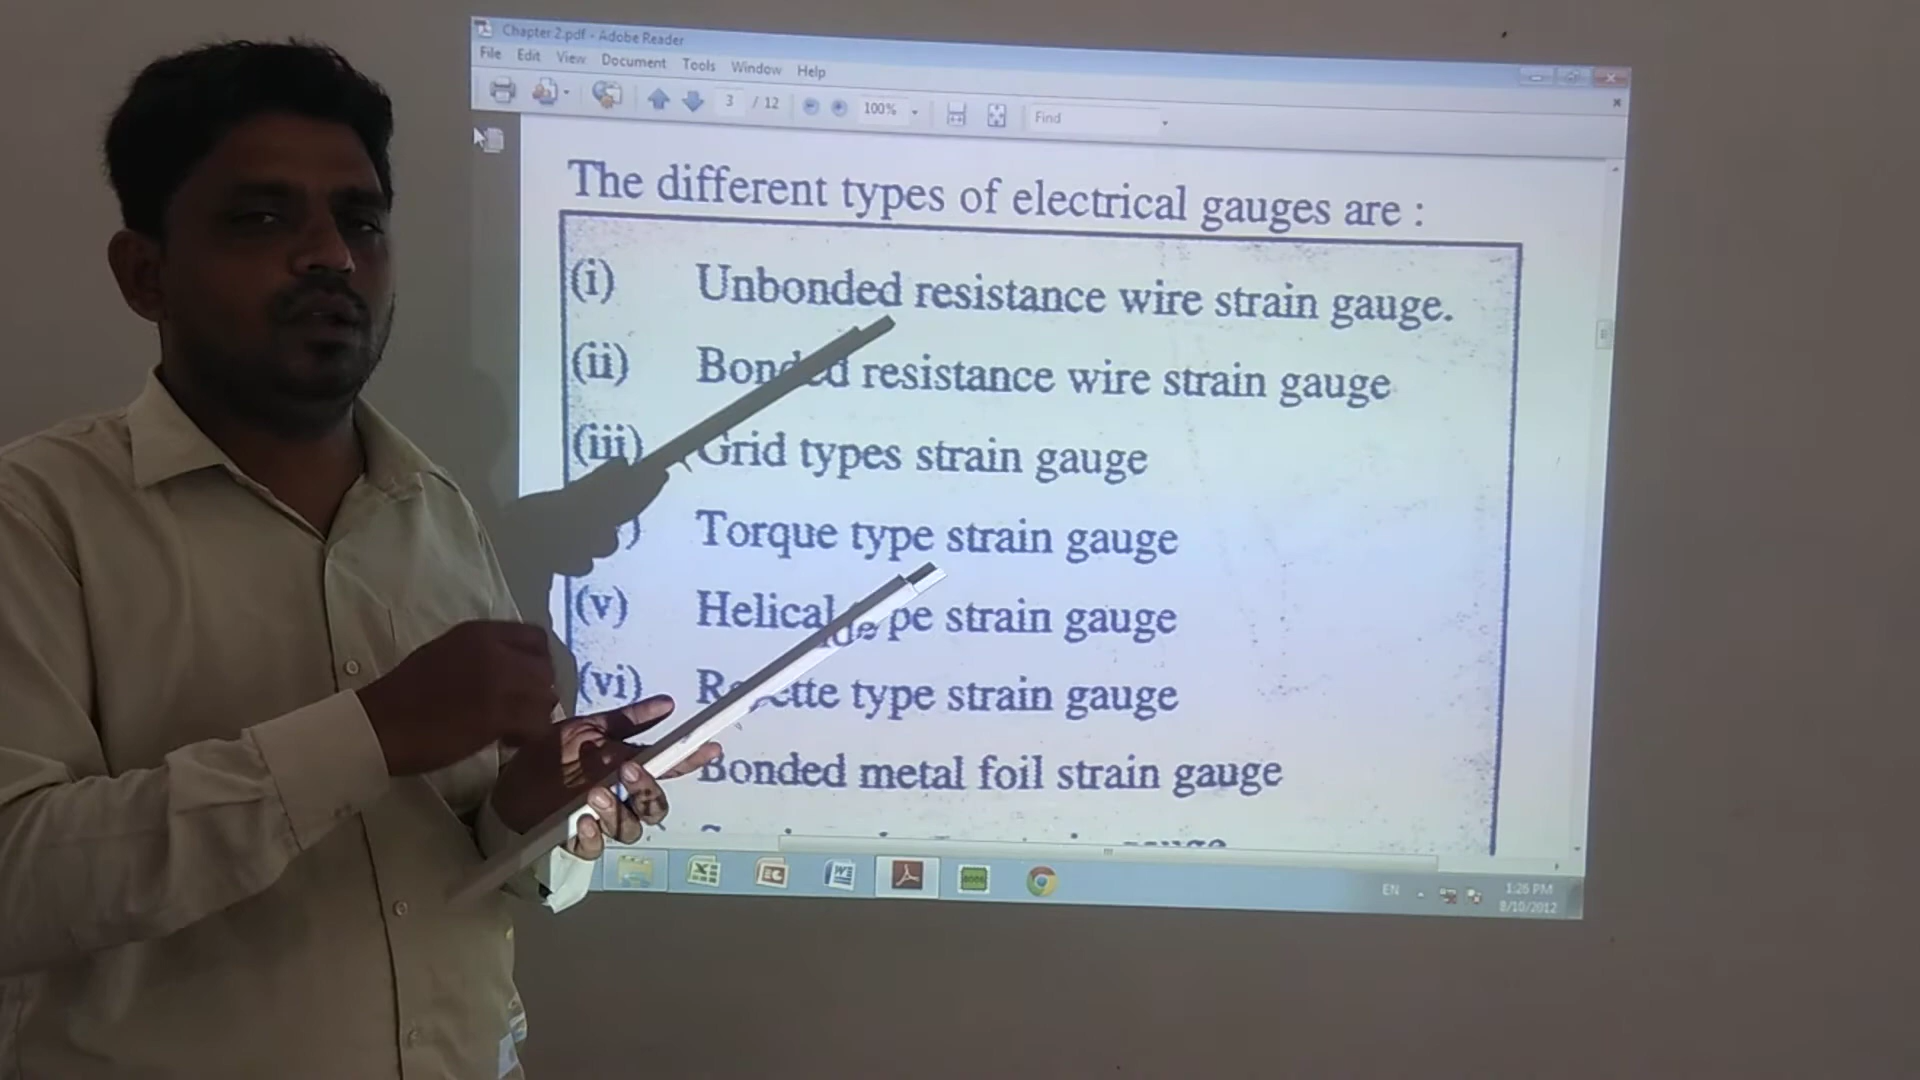 Chapter 2.pdf - Adobe Reader
File Edit View Document Tools Window Help
3 / 12 100% Find
The different types of electrical gauges are :
(i) Unbonded resistance wire strain gauge.
(ii) Bonded resistance wire strain gauge
(iii) Grid types strain gauge
Torque type strain gauge
(v) Helical type strain gauge
(vi) Rosette type strain gauge
Bonded metal foil strain gauge
gauge
EN 1:26 PM
8/10/2012